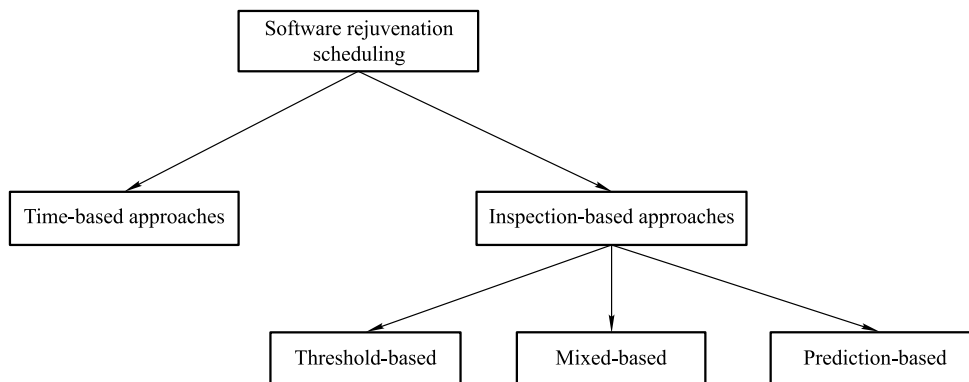 Software rejuvenation
scheduling
Time-based approaches
Inspection-based approaches
Threshold-based
Mixed-based
Prediction-based